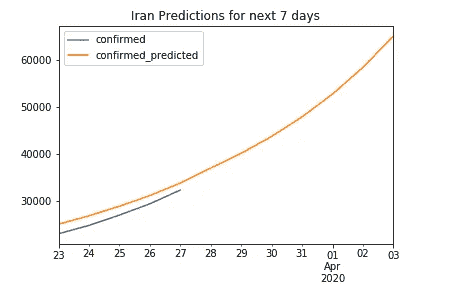 Iran Predictions for next 7 days
confirmed
confirmed_predicted
60000
50000
40000
30000
23 24 25 26 27 28 29 30 31 01 02 03
Apr
2020